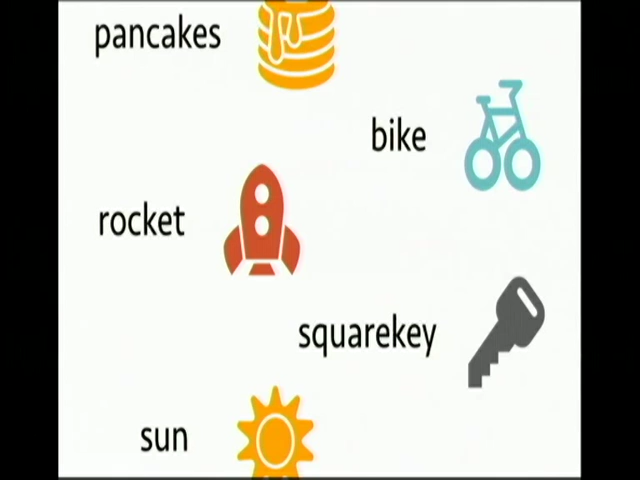 pancakes
bike
rocket
squarekey
sun